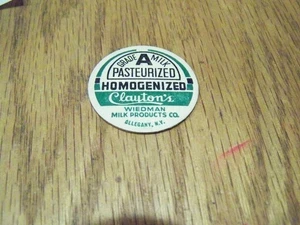 GRADE A MILK
PASTEURIZED
HOMOGENIZED
Clayton's
WIEDMAN
MILK PRODUCTS CO.
ALLEGANY, N.Y.